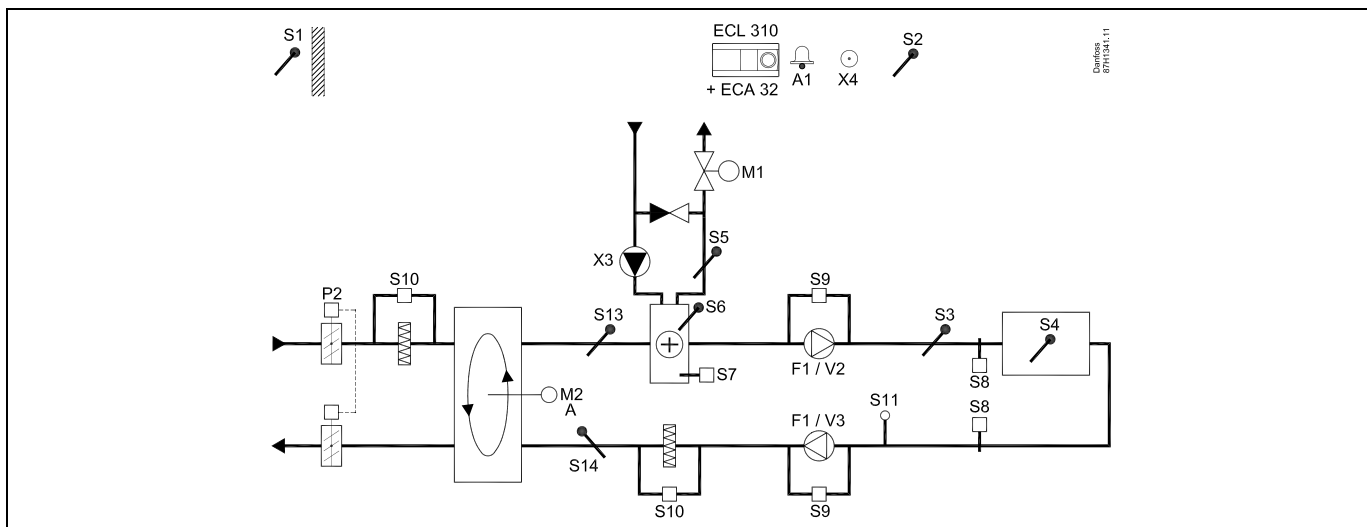 S1
ECL 310
+ ECA 32
A1
X4
S2
Danfoss
87H1341.11
M1
S5
X3
S10
P2
S13
S6
S9
S3
S4
F1 / V2
S7
S8
M2
A
S11
S8
F1 / V3
S14
S10
S9